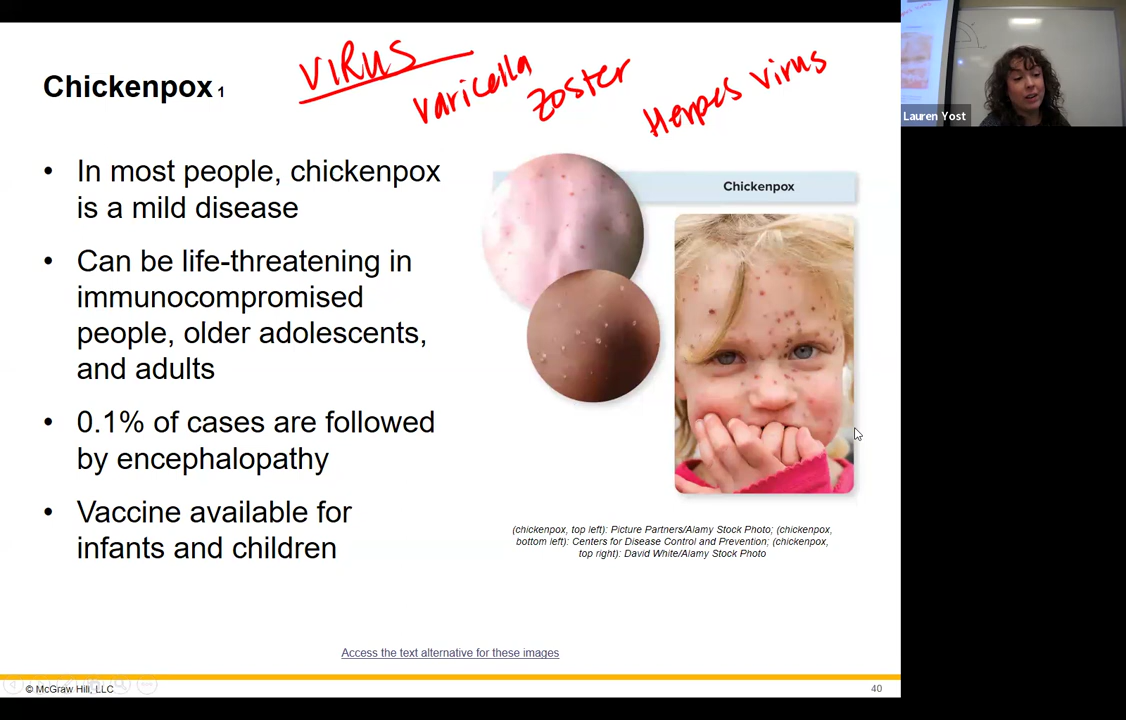 VIRUS
varicella
zoster
Herpes virus
Chickenpox 1
Lauren Yost
• In most people, chickenpox
is a mild disease
• Can be life-threatening in
immunocompromised
people, older adolescents,
and adults
• 0.1% of cases are followed
by encephalopathy
• Vaccine available for
infants and children
Chickenpox
(chickenpox, top left): Picture Partners/Alamy Stock Photo; (chickenpox,
bottom left): Centers for Disease Control and Prevention; (chickenpox,
top right): David White/Alamy Stock Photo
Access the text alternative for these images
© McGraw Hill, LLC
40